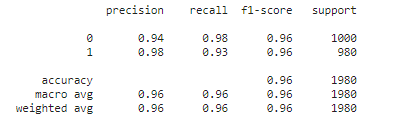 precision recall f1-score support
0 0.94 0.98 0.96 1000
1 0.98 0.93 0.96 980
accuracy 0.96 1980
macro avg 0.96 0.96 0.96 1980
weighted avg 0.96 0.96 0.96 1980